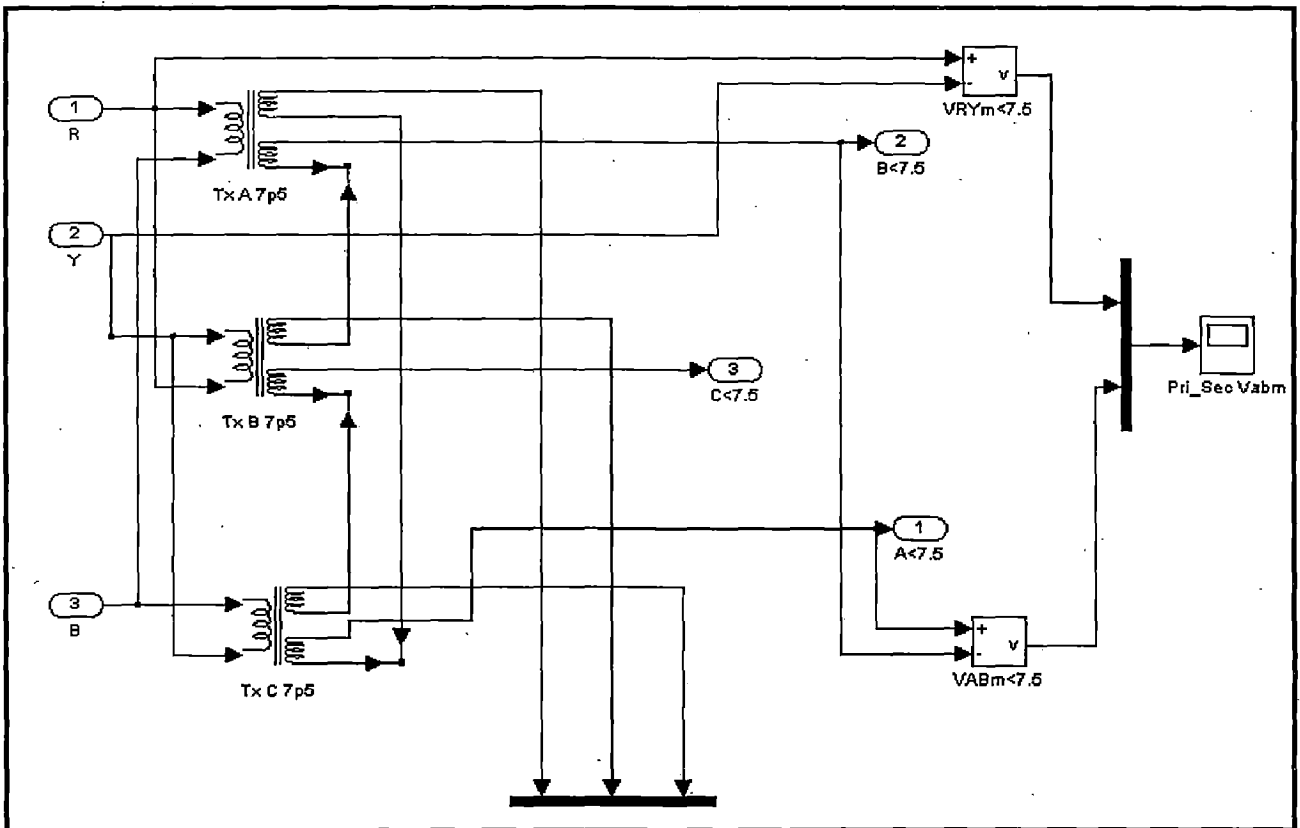 +
-
v
VRYm<7.5
1
R
2
B<7.5
Tx A 7p5
2
Y
3
C<7.5
Tx B 7p5
Pri_Sec Vabm
1
A<7.5
3
B
+
-
v
VABm<7.5
Tx C 7p5